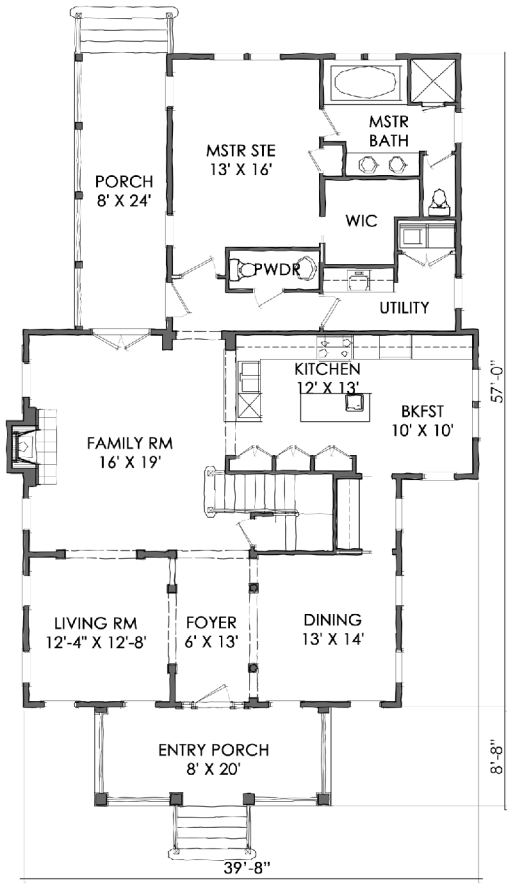 MSTR STE
13' X 16'
MSTR
BATH
PORCH
8' X 24'
WIC
PWDR
UTILITY
KITCHEN
12' X 13'
BKFST
10' X 10'
57'-0"
FAMILY RM
16' X 19'
LIVING RM
12'-4" X 12'-8'
FOYER
6' X 13'
DINING
13' X 14'
ENTRY PORCH
8' X 20'
8'-8"
39'-8"